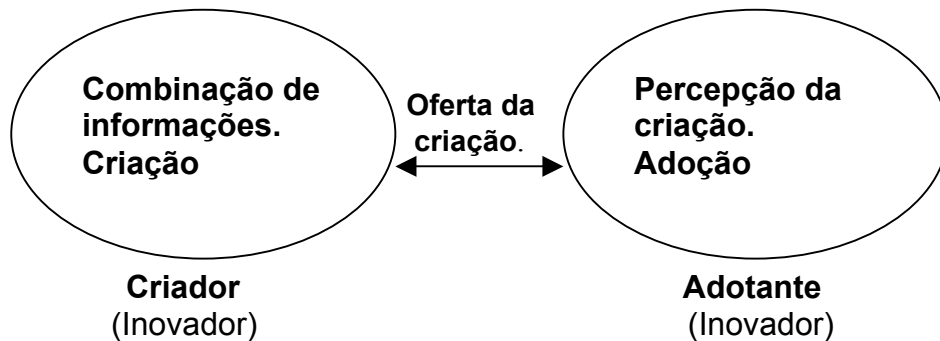 Combinação de
informações.
Criação
Oferta da
criação.
Percepção da
criação.
Adoção
Criador
(Inovador)
Adotante
(Inovador)